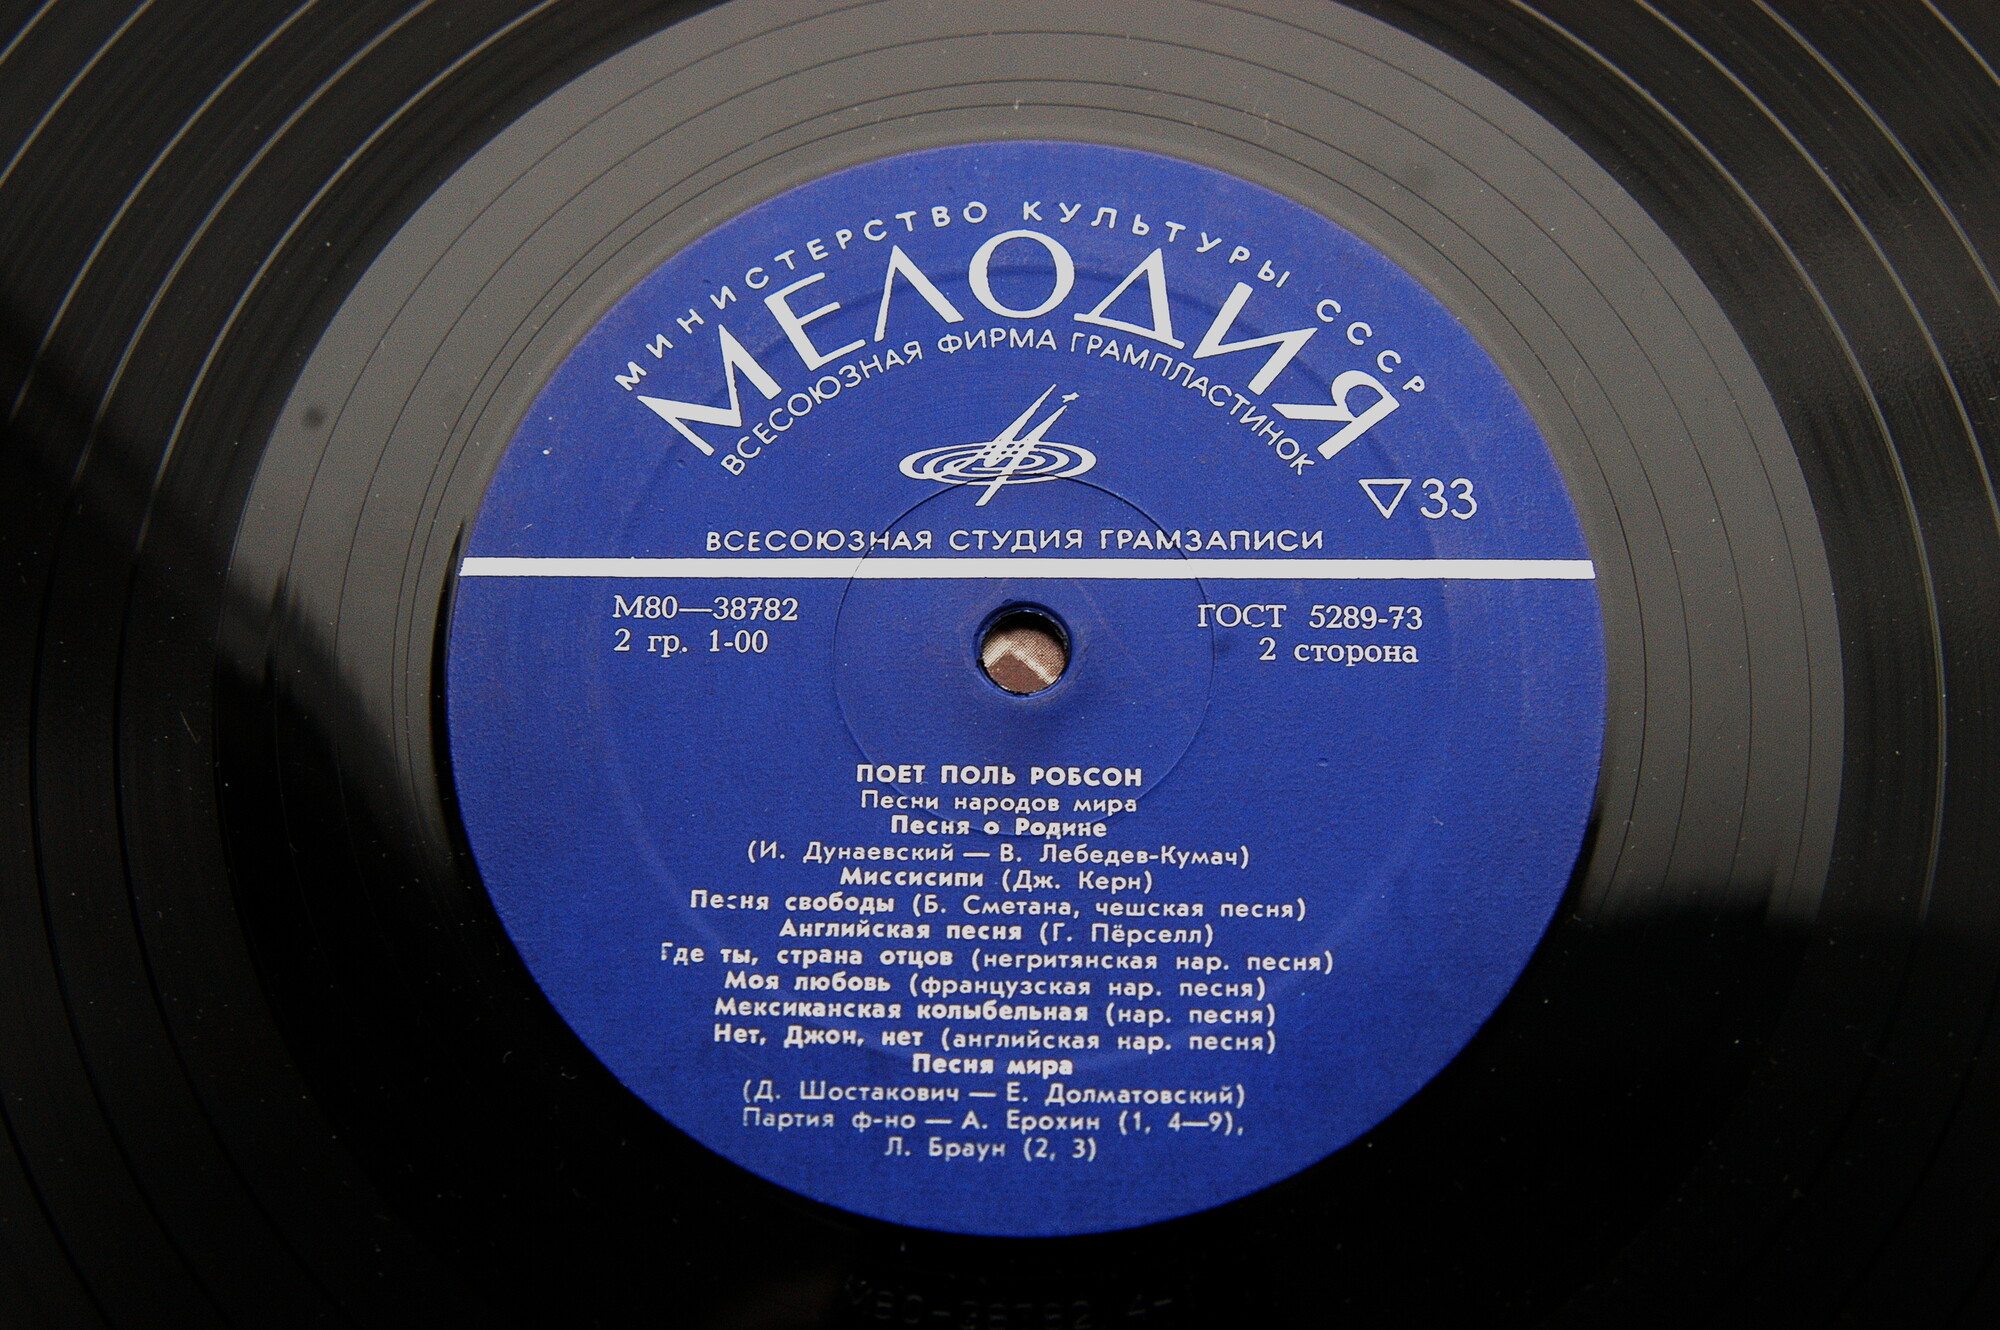 МИНИСТЕРСТВО КУЛЬТУРЫ СССР
МЕЛОДИЯ
ВСЕСОЮЗНАЯ ФИРМА ГРАМПЛАСТИНОК
33
ВСЕСОЮЗНАЯ СТУДИЯ ГРАМЗАПИСИ
М80—38782
2 гр. 1-00
ГОСТ 5289-73
2 сторона
ПОЕТ ПОЛЬ РОБСОН
Песни народов мира
Песня о Родине
(И. Дунаевский — В. Лебедев-Кумач)
Миссисипи (Дж. Керн)
Песня свободы (Б. Сметана, чешская песня)
Английская песня (Г. Пёрселл)
Где ты, страна отцов (негритянская нар. песня)
Моя любовь (французская нар. песня)
Мексиканская колыбельная (нар. песня)
Нет, Джон, нет (английская нар. песня)
Песня мира
(Д. Шостакович — Е. Долматовский)
Партия ф-но — А. Ерохин (1, 4—9),
Л. Браун (2, 3)